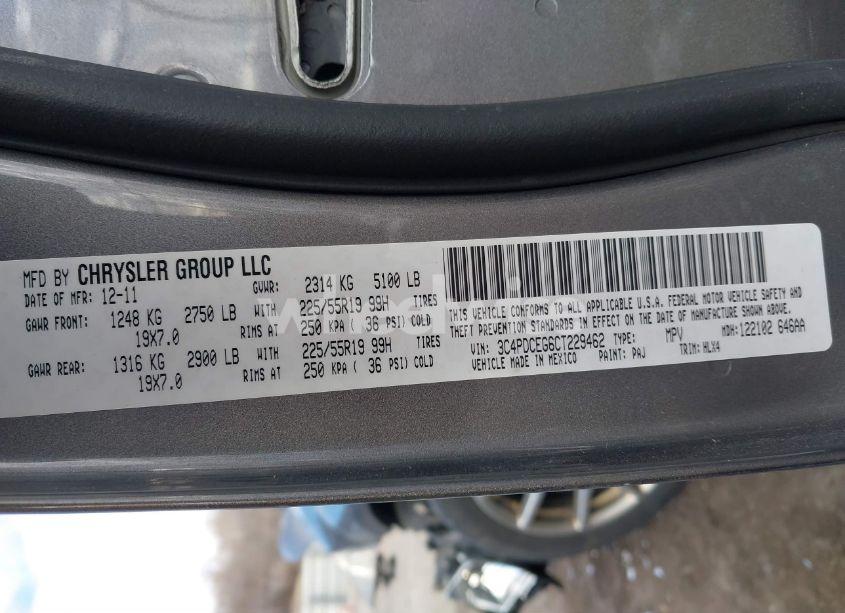 MFD BY CHRYSLER GROUP LLC
DATE OF MFR: 12-11 GVWR: 2314 KG 5100 LB
GAWR FRONT: 1248 KG 2750 LB WITH 225/55R19 99H TIRES
19X7.0 RIMS AT 250 KPA ( 36 PSI) COLD
GAWR REAR: 1316 KG 2900 LB WITH 225/55R19 99H TIRES
19X7.0 RIMS AT 250 KPA ( 36 PSI) COLD
THIS VEHICLE CONFORMS TO ALL APPLICABLE U.S.A. FEDERAL MOTOR VEHICLE SAFETY AND
THEFT PREVENTION STANDARDS IN EFFECT ON THE DATE OF MANUFACTURE SHOWN ABOVE.
VIN: 3C4PDCEG6CT229462 TYPE: MPV MDH:122102 646AA
VEHICLE MADE IN MEXICO PAINT: PAJ TRIM: HLX4